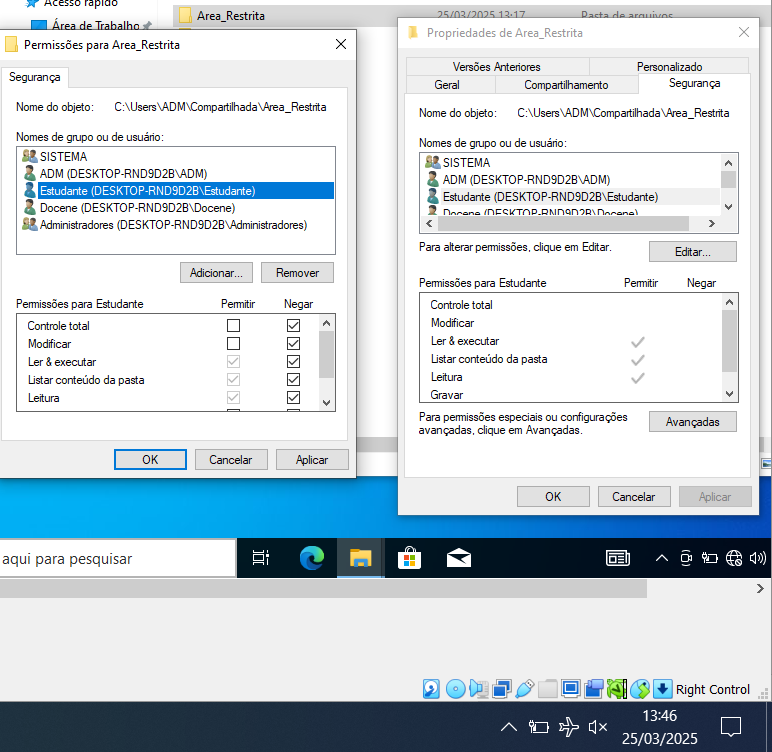 Acesso rápido
Área de Trabalho
Area_Restrita
25/03/2025 13:17
Pasta de arquivos
Permissões para Area_Restrita
Segurança
Nome do objeto: C:\Users\ADM\Compartilhada\Area_Restrita
Nomes de grupo ou de usuário:
SISTEMA
ADM (DESKTOP-RND9D2B\ADM)
Estudante (DESKTOP-RND9D2B\Estudante)
Docene (DESKTOP-RND9D2B\Docene)
Administradores (DESKTOP-RND9D2B\Administradores)
Adicionar... Remover
Permissões para Estudante Permitir Negar
Controle total
Modificar
Ler & executar
Listar conteúdo da pasta
Leitura
OK Cancelar Aplicar
Propriedades de Area_Restrita
Versões Anteriores Personalizado
Geral Compartilhamento Segurança
Nome do objeto: C:\Users\ADM\Compartilhada\Area_Restrita
Nomes de grupo ou de usuário:
SISTEMA
ADM (DESKTOP-RND9D2B\ADM)
Estudante (DESKTOP-RND9D2B\Estudante)
Docene (DESKTOP-RND9D2B\Docene)
Para alterar permissões, clique em Editar. Editar...
Permissões para Estudante Permitir Negar
Controle total
Modificar
Ler & executar
Listar conteúdo da pasta
Leitura
Gravar
Para permissões especiais ou configurações
avançadas, clique em Avançadas. Avançadas
OK Cancelar Aplicar
aqui para pesquisar
Right Control
13:46
25/03/2025